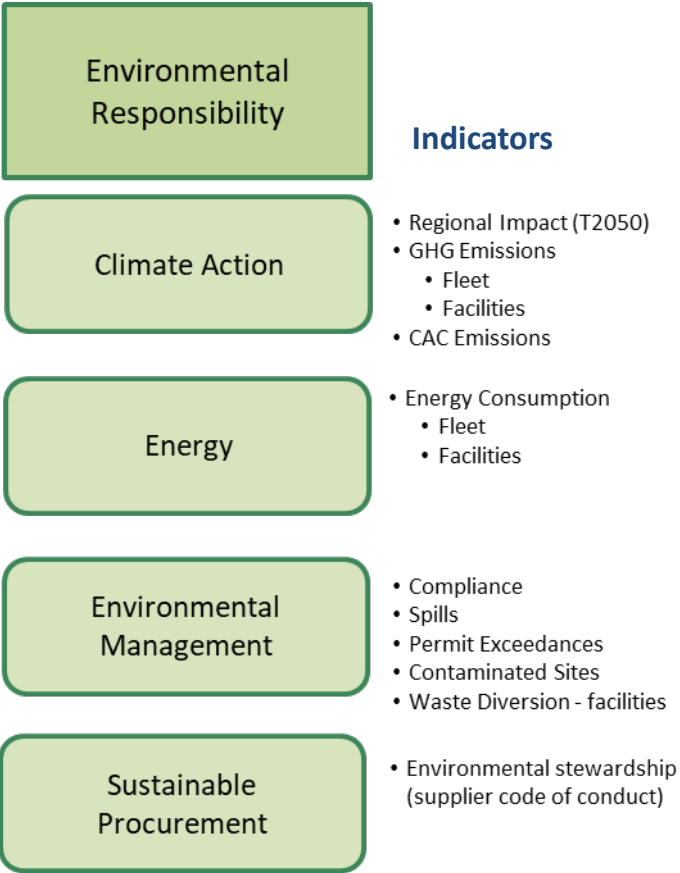 Environmental
Responsibility
Indicators
Climate Action
• Regional Impact (T2050)
• GHG Emissions
• Fleet
• Facilities
• CAC Emissions
Energy
• Energy Consumption
• Fleet
• Facilities
Environmental
Management
• Compliance
• Spills
• Permit Exceedances
• Contaminated Sites
• Waste Diversion - facilities
Sustainable
Procurement
• Environmental stewardship
(supplier code of conduct)